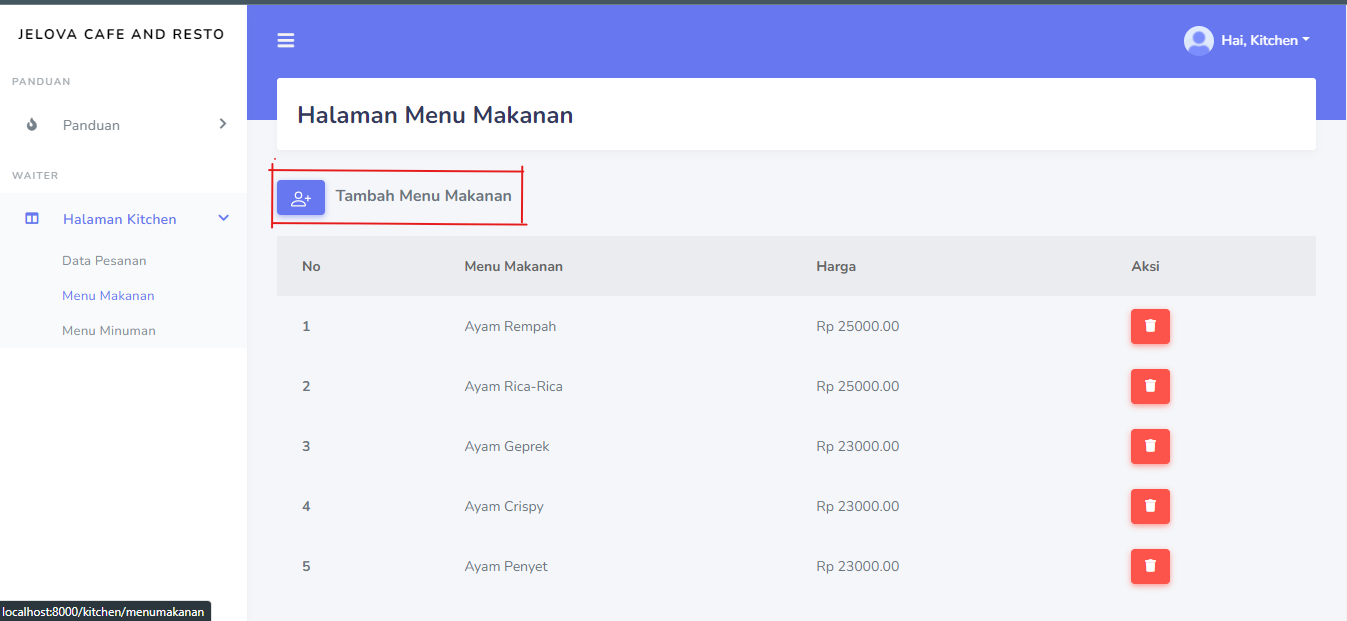 JELOVA CAFE AND RESTO
Hai, Kitchen
PANDUAN
Panduan
WAITER
Halaman Kitchen
Data Pesanan
Menu Makanan
Menu Minuman
Halaman Menu Makanan
Tambah Menu Makanan
No Menu Makanan Harga Aksi
1 Ayam Rempah Rp 25000.00
2 Ayam Rica-Rica Rp 25000.00
3 Ayam Geprek Rp 23000.00
4 Ayam Crispy Rp 23000.00
5 Ayam Penyet Rp 23000.00
localhost:8000/kitchen/menumakanan